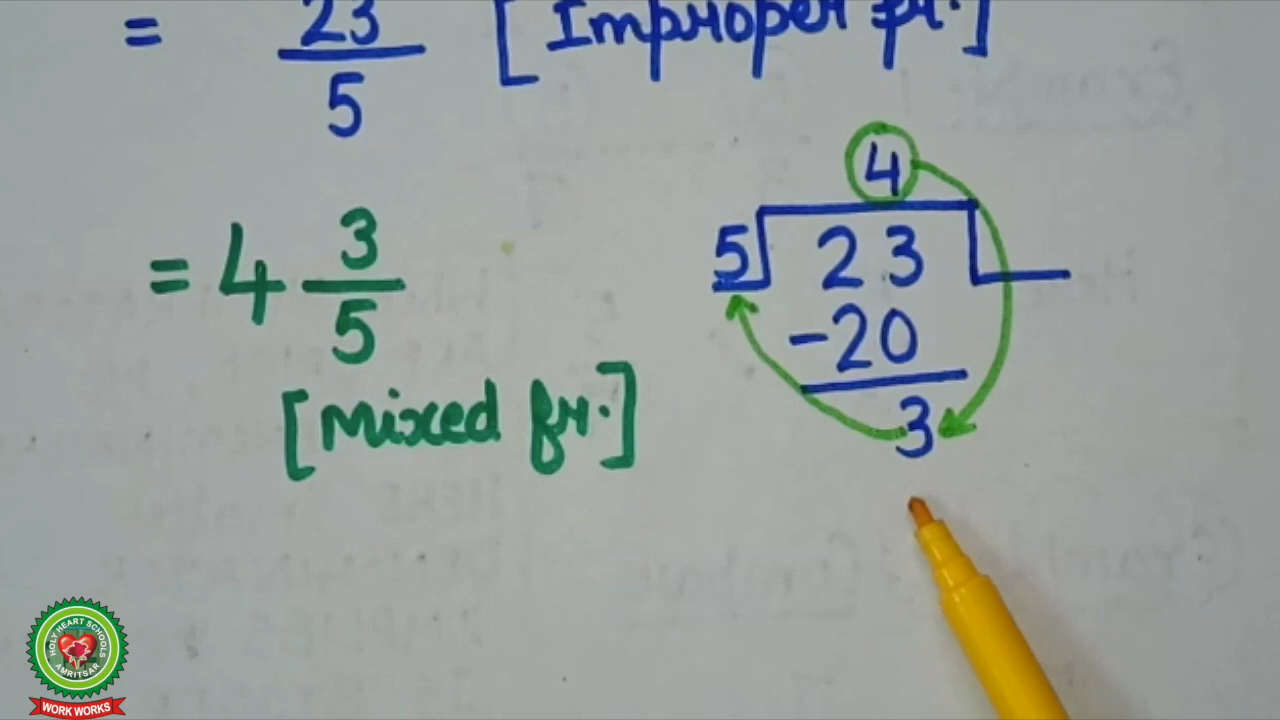 = 23/5 [Improper fr.]
= 4 3/5
[Mixed fr.]
4
5 23
-20
3
HOLY HEART SCHOOLS
AMRITSAR
WORK WORKS